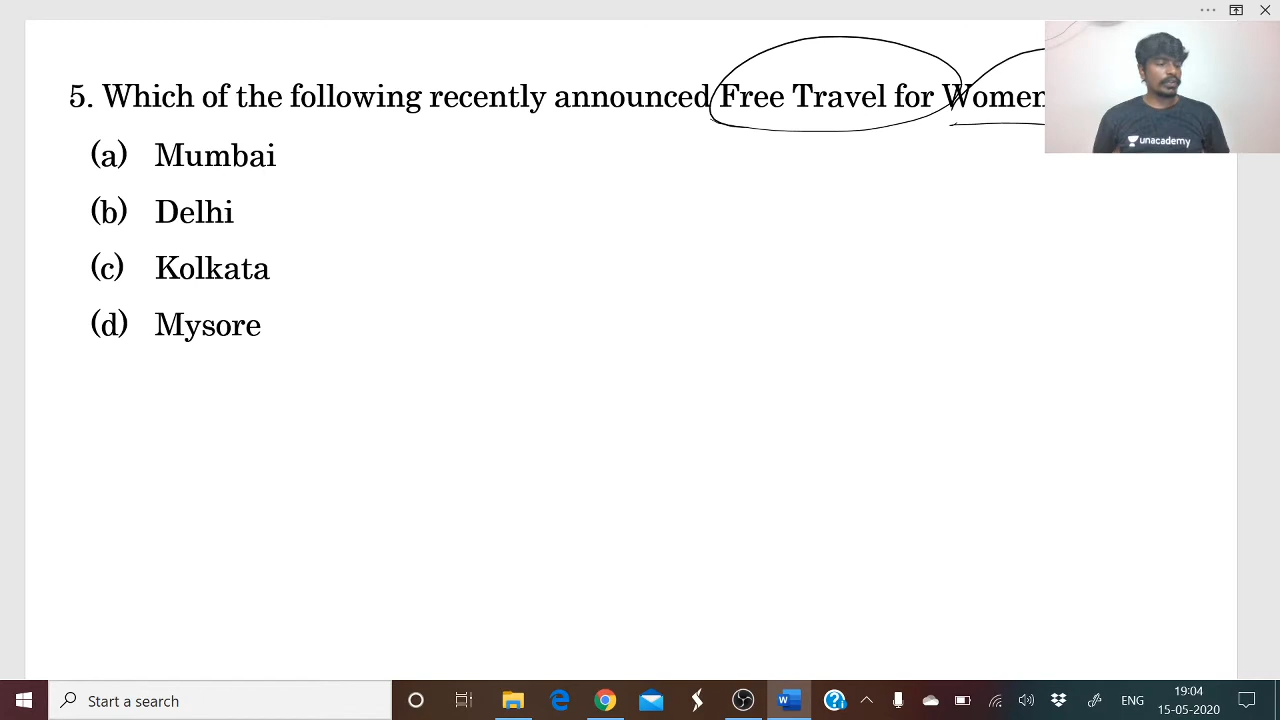 5. Which of the following recently announced Free Travel for Women
(a) Mumbai
(b) Delhi
(c) Kolkata
(d) Mysore
unacademy
Start a search
ENG
19:04
15-05-2020